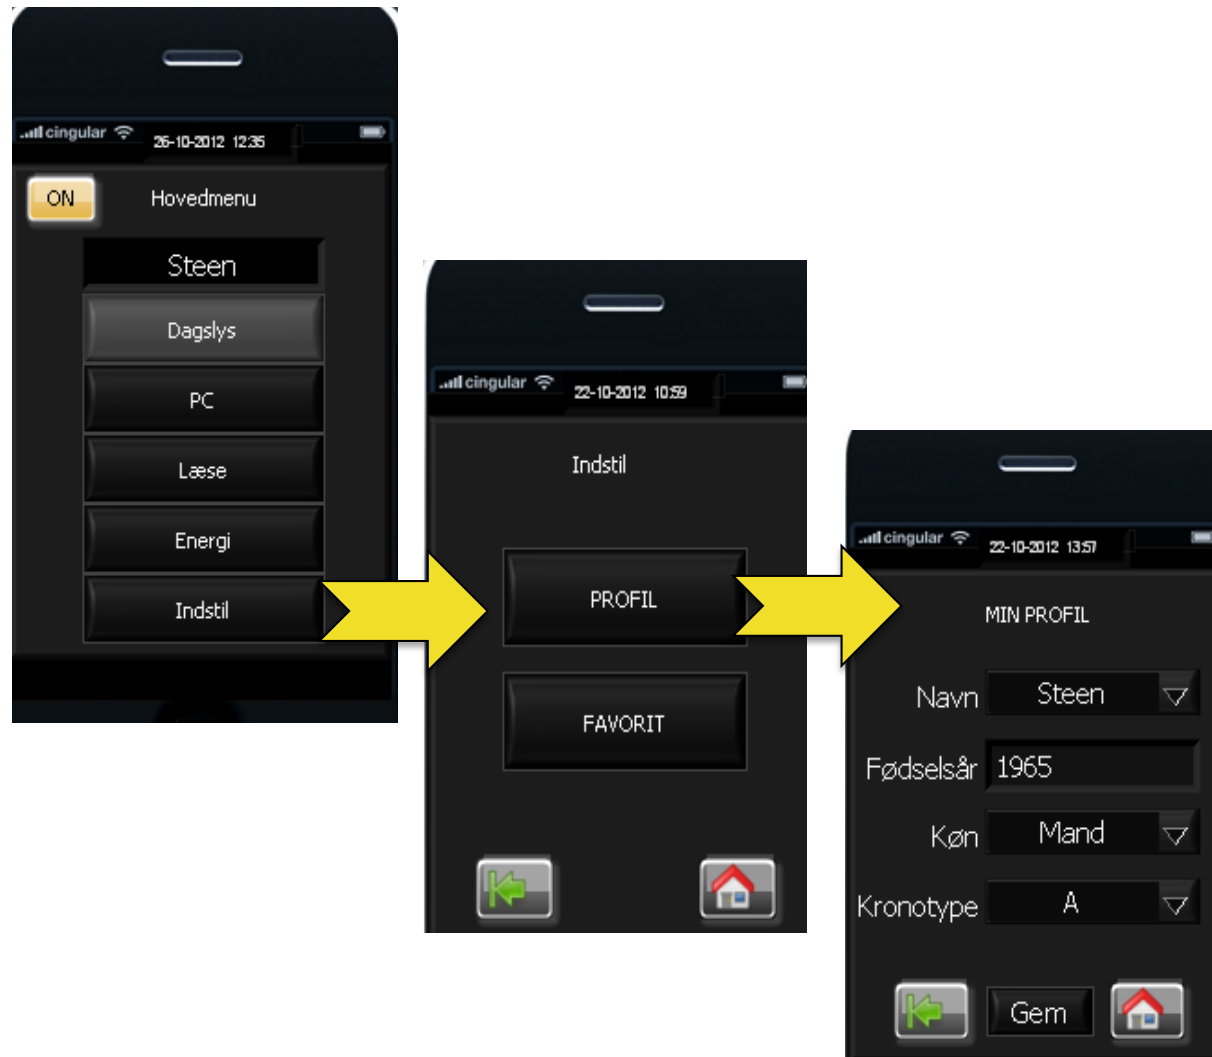 cingular 26-10-2012 12:35
ON Hovedmenu
Steen
Dagslys
PC
Læse
Energi
Indstil
cingular 22-10-2012 10:59
Indstil
PROFIL
FAVORIT
cingular 22-10-2012 13:57
MIN PROFIL
Navn Steen
Fødselsår 1965
Køn Mand
Kronotype A
Gem